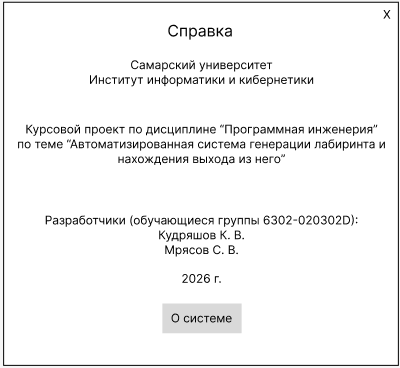 X
Справка
Самарский университет
Институт информатики и кибернетики
Курсовой проект по дисциплине “Программная инженерия”
по теме “Автоматизированная система генерации лабиринта и
нахождения выхода из него”
Разработчики (обучающиеся группы 6302-020302D):
Кудряшов К. В.
Мрясов С. В.
2026 г.
О системе